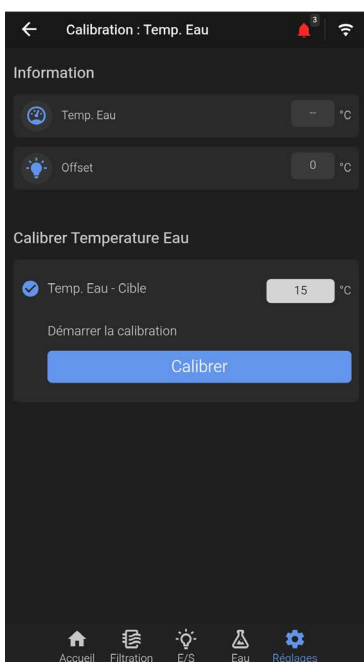 Calibration : Temp. Eau
3
Information
Temp. Eau -- °C
Offset 0 °C
Calibrer Temperature Eau
Temp. Eau - Cible 15 °C
Démarrer la calibration
Calibrer
Accueil Filtration E/S Eau Réglages